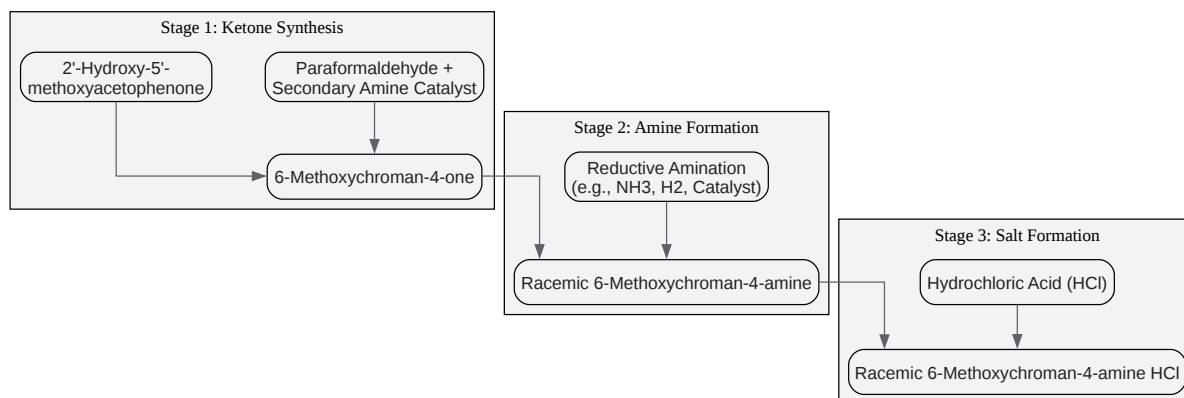 Stage 1: Ketone Synthesis
2'-Hydroxy-5'-
methoxyacetophenone
Paraformaldehyde +
Secondary Amine Catalyst
6-Methoxychroman-4-one
Stage 2: Amine Formation
Reductive Amination
(e.g., NH3, H2, Catalyst)
Racemic 6-Methoxychroman-4-amine
Stage 3: Salt Formation
Hydrochloric Acid (HCl)
Racemic 6-Methoxychroman-4-amine HCl